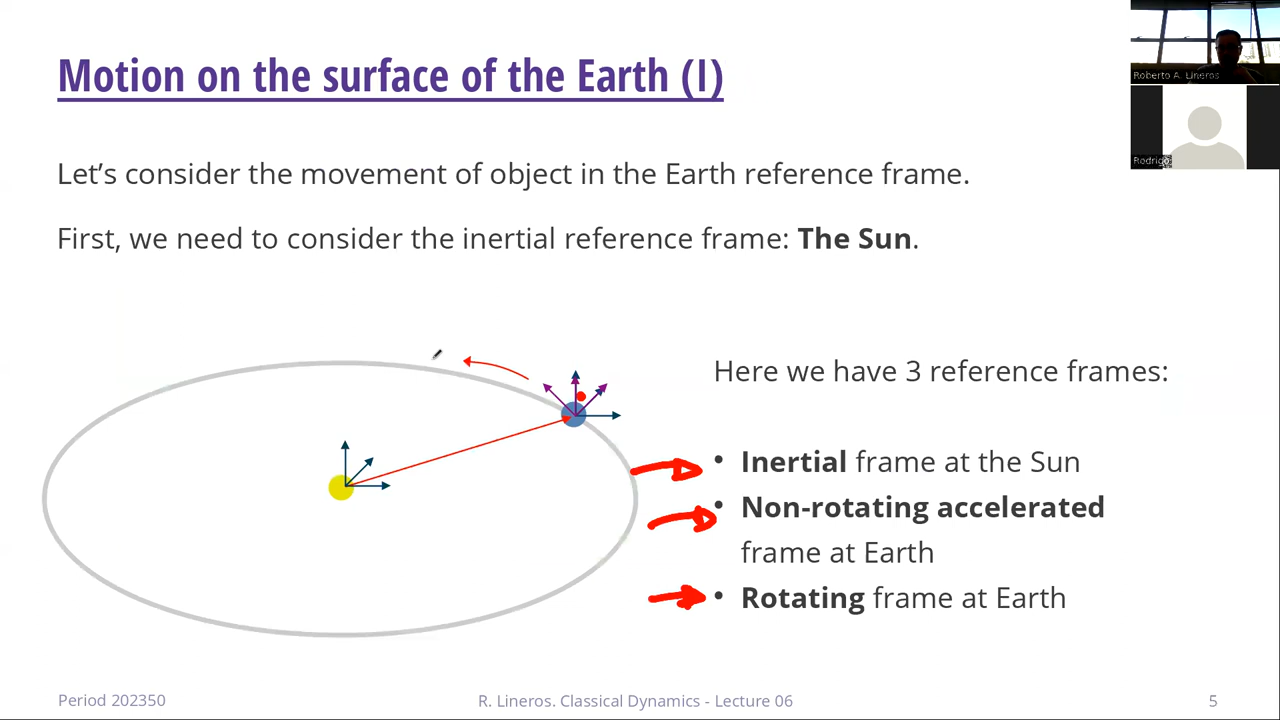 Motion on the surface of the Earth (I)
Roberto A. Lineros
Rodrigo
Let’s consider the movement of object in the Earth reference frame.
First, we need to consider the inertial reference frame: The Sun.
Here we have 3 reference frames:
• Inertial frame at the Sun
• Non-rotating accelerated
frame at Earth
• Rotating frame at Earth
Period 202350
R. Lineros. Classical Dynamics - Lecture 06
5